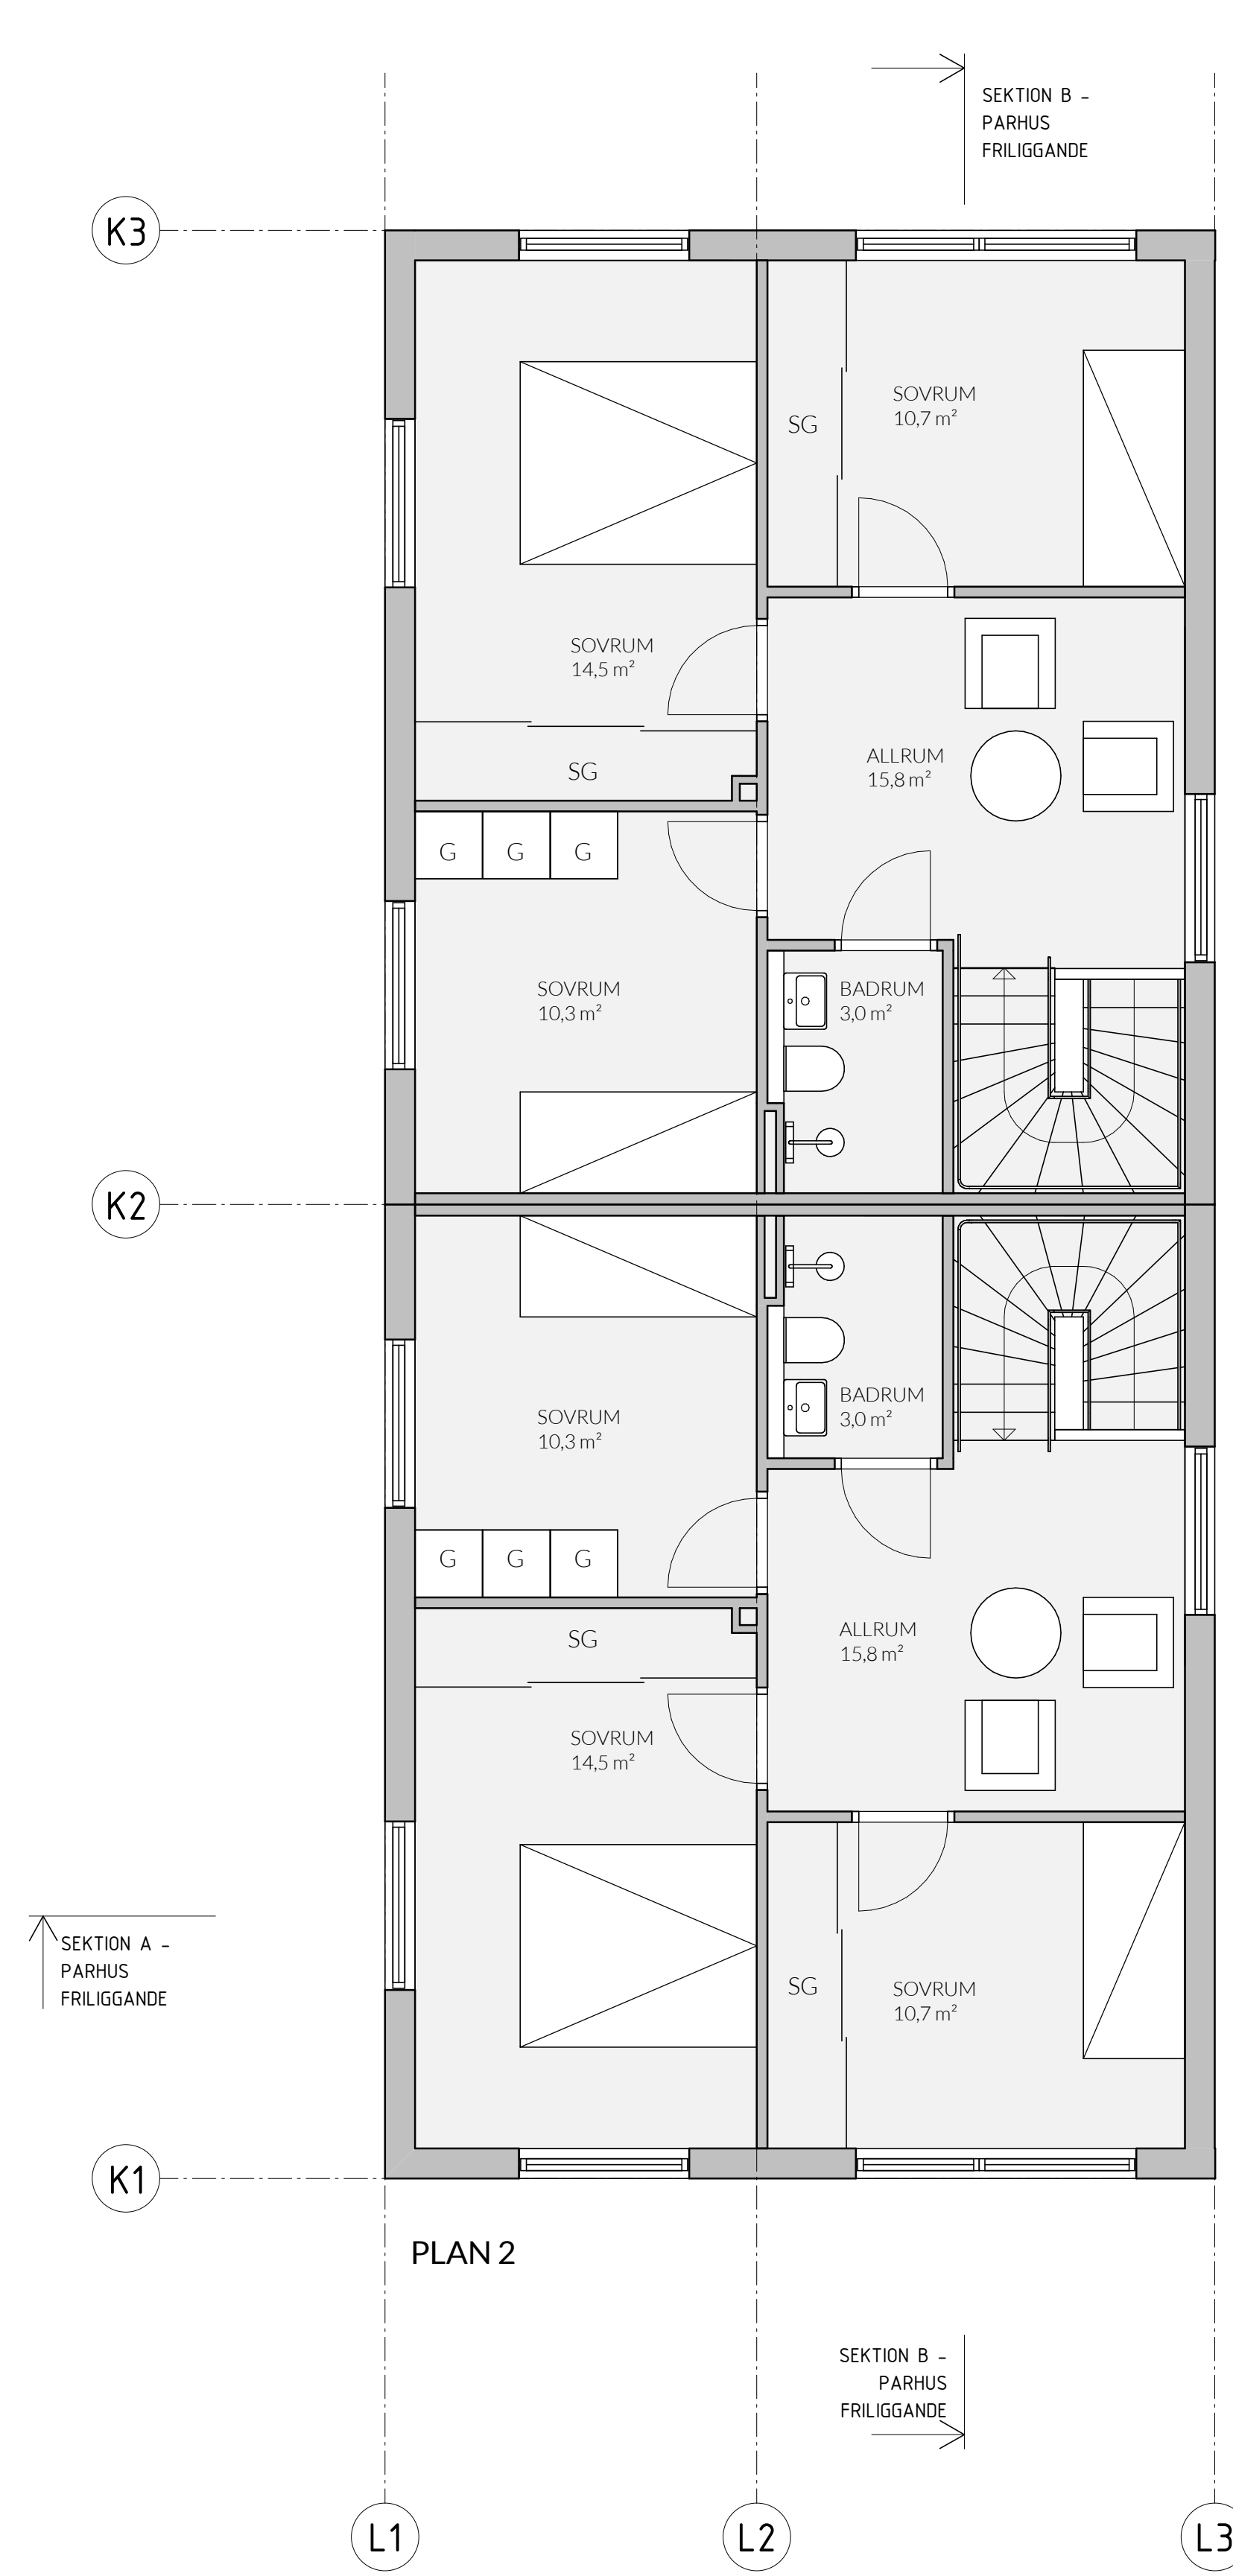 SEKTION B -
PARHUS
FRILIGGANDE
K3
SOVRUM
10,7 m²
SG
SOVRUM
14,5 m²
ALLRUM
15,8 m²
SG
G G G
SOVRUM
10,3 m²
BADRUM
3,0 m²
K2
BADRUM
3,0 m²
SOVRUM
10,3 m²
G G G
ALLRUM
15,8 m²
SG
SOVRUM
14,5 m²
SEKTION A -
PARHUS
FRILIGGANDE
SG
SOVRUM
10,7 m²
K1
PLAN 2
SEKTION B -
PARHUS
FRILIGGANDE
L1 L2 L3